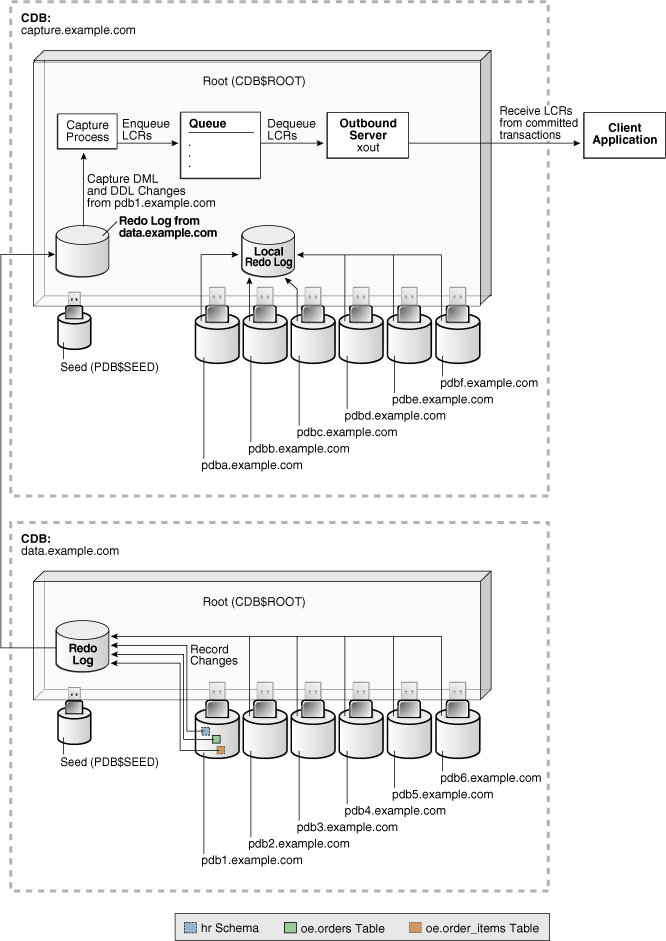 CDB:
capture.example.com
Root (CDB$ROOT)
Capture
Process
Enqueue
LCRs
Queue
.
.
.
Dequeue
LCRs
Outbound
Server
xout
Receive LCRs
from committed
transactions
Client
Application
Capture DML
and DDL Changes
from pdb1.example.com
Redo Log from
data.example.com
Local
Redo Log
Seed (PDB$SEED)
pdbf.example.com
pdbe.example.com
pdbd.example.com
pdbc.example.com
pdbb.example.com
pdba.example.com
CDB:
data.example.com
Root (CDB$ROOT)
Redo
Log
Record
Changes
Seed (PDB$SEED)
pdb6.example.com
pdb5.example.com
pdb4.example.com
pdb3.example.com
pdb2.example.com
pdb1.example.com
hr Schema
oe.orders Table
oe.order_items Table